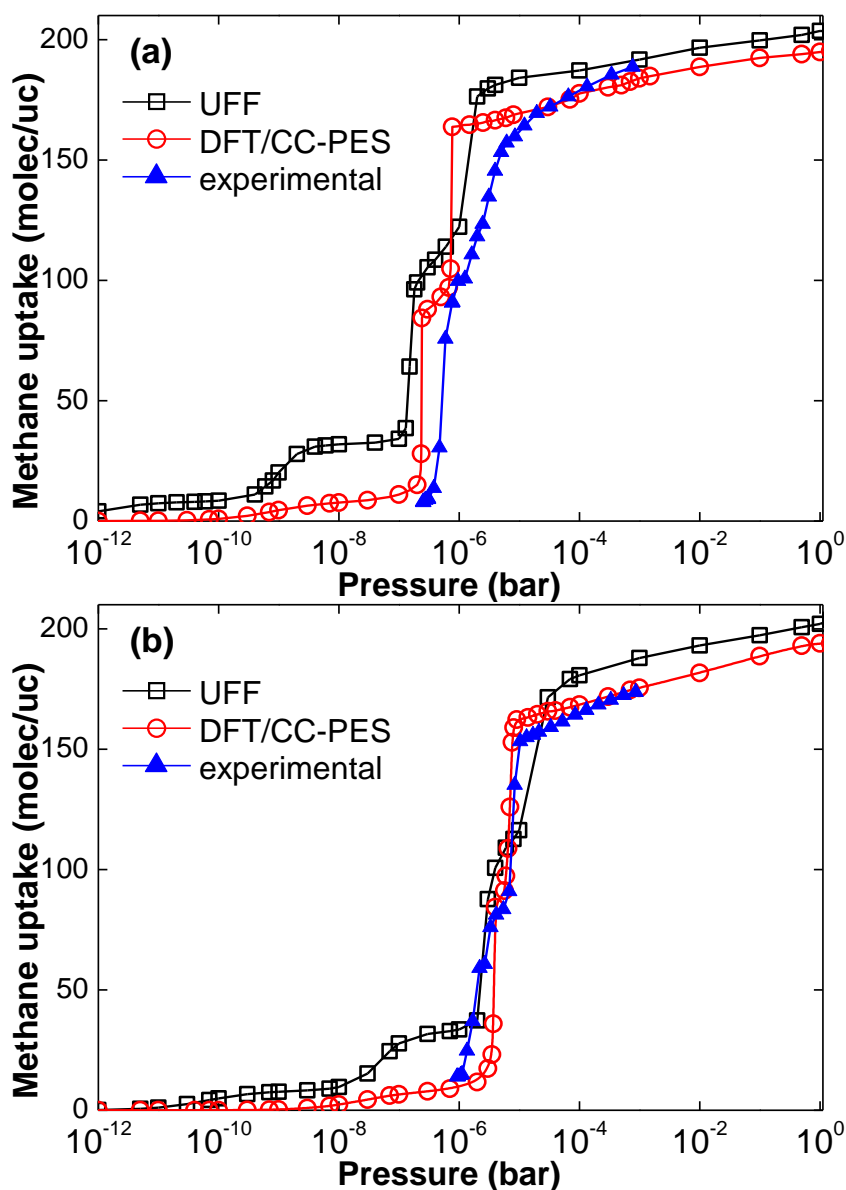 (a)
UFF
DFT/CC-PES
experimental
Methane uptake (molec/uc)
200
150
100
50
0
10^-12 10^-10 10^-8 10^-6 10^-4 10^-2 10^0
Pressure (bar)
(b)
UFF
DFT/CC-PES
experimental
Methane uptake (molec/uc)
200
150
100
50
0
10^-12 10^-10 10^-8 10^-6 10^-4 10^-2 10^0
Pressure (bar)